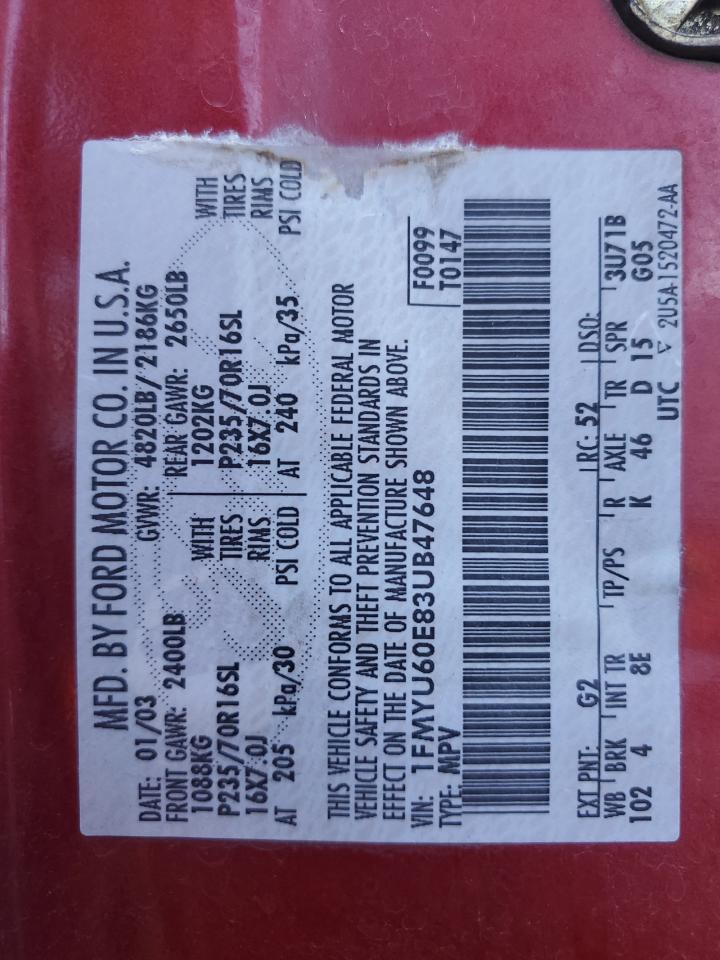 MFD. BY FORD MOTOR CO. IN U.S.A.
DATE: 01/03 GVWR: 4820LB/ 2186KG
FRONT GAWR: 2400LB REAR GAWR: 2650LB
1088KG WITH 1202KG WITH
P235/70R16SL TIRES P235/70R16SL TIRES
16X7.0J RIMS 16X7.0J RIMS
AT 205 kPa/30 PSI COLD AT 240 kPa/35 PSI COLD
THIS VEHICLE CONFORMS TO ALL APPLICABLE FEDERAL MOTOR
VEHICLE SAFETY AND THEFT PREVENTION STANDARDS IN
EFFECT ON THE DATE OF MANUFACTURE SHOWN ABOVE.
F0099
VIN: 1FMYU60E83UB47648
T0147
TYPE: MPV
EXT PNT: G2 RC: 52 DSO:
WB BRK INT TR TP/PS R AXLE TR SPR 3U71B
102 4 8E K 46 D 15 G05
UTC ▽ 2U5A-1520472-AA